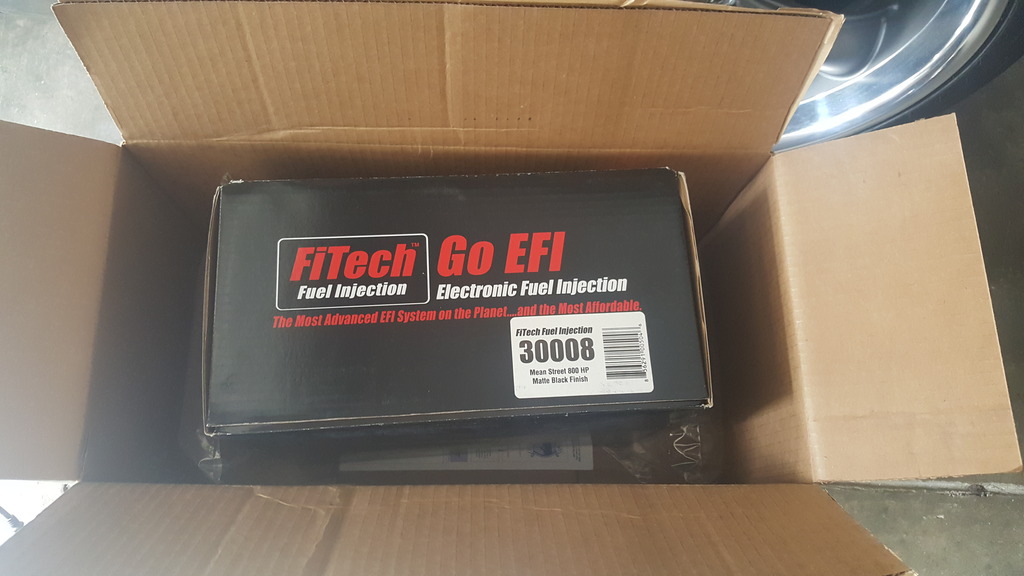 FiTech™
Fuel Injection
Go EFI
Electronic Fuel Injection
The Most Advanced EFI System on the Planet....and the Most Affordable
FiTech Fuel Injection
30008
Mean Street 800 HP
Matte Black Finish